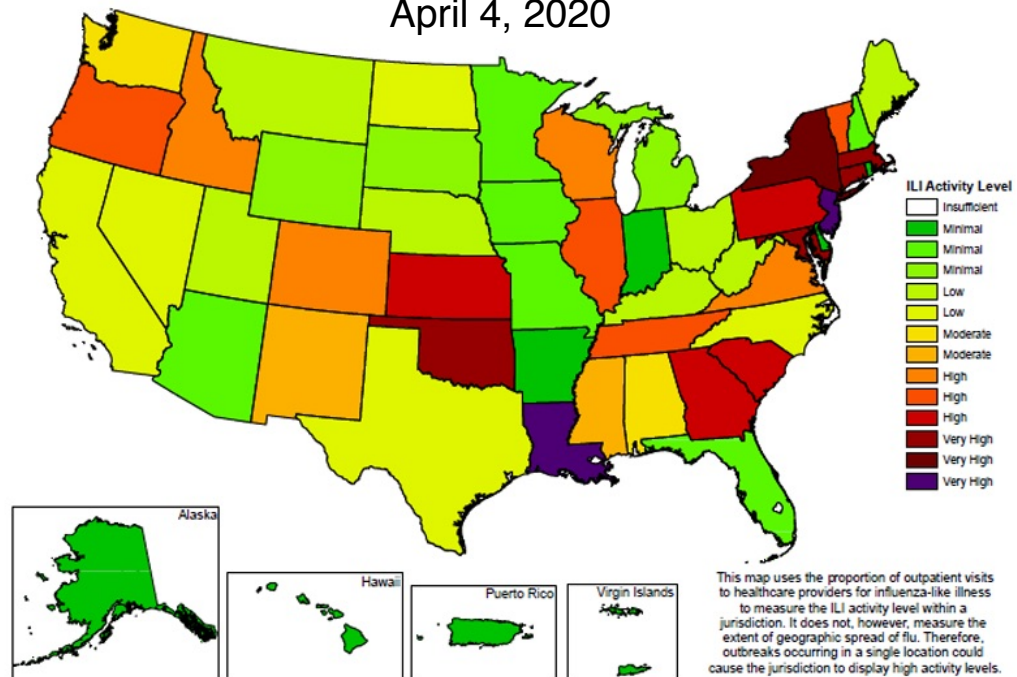 April 4, 2020
ILI Activity Level
Insufficient
Minimal
Minimal
Minimal
Low
Low
Moderate
Moderate
High
High
High
Very High
Very High
Very High
Alaska
Hawaii
Puerto Rico
Virgin Islands
This map uses the proportion of outpatient visits
to healthcare providers for influenza-like illness
to measure the ILI activity level within a
jurisdiction. It does not, however, measure the
extent of geographic spread of flu. Therefore,
outbreaks occurring in a single location could
cause the jurisdiction to display high activity levels.